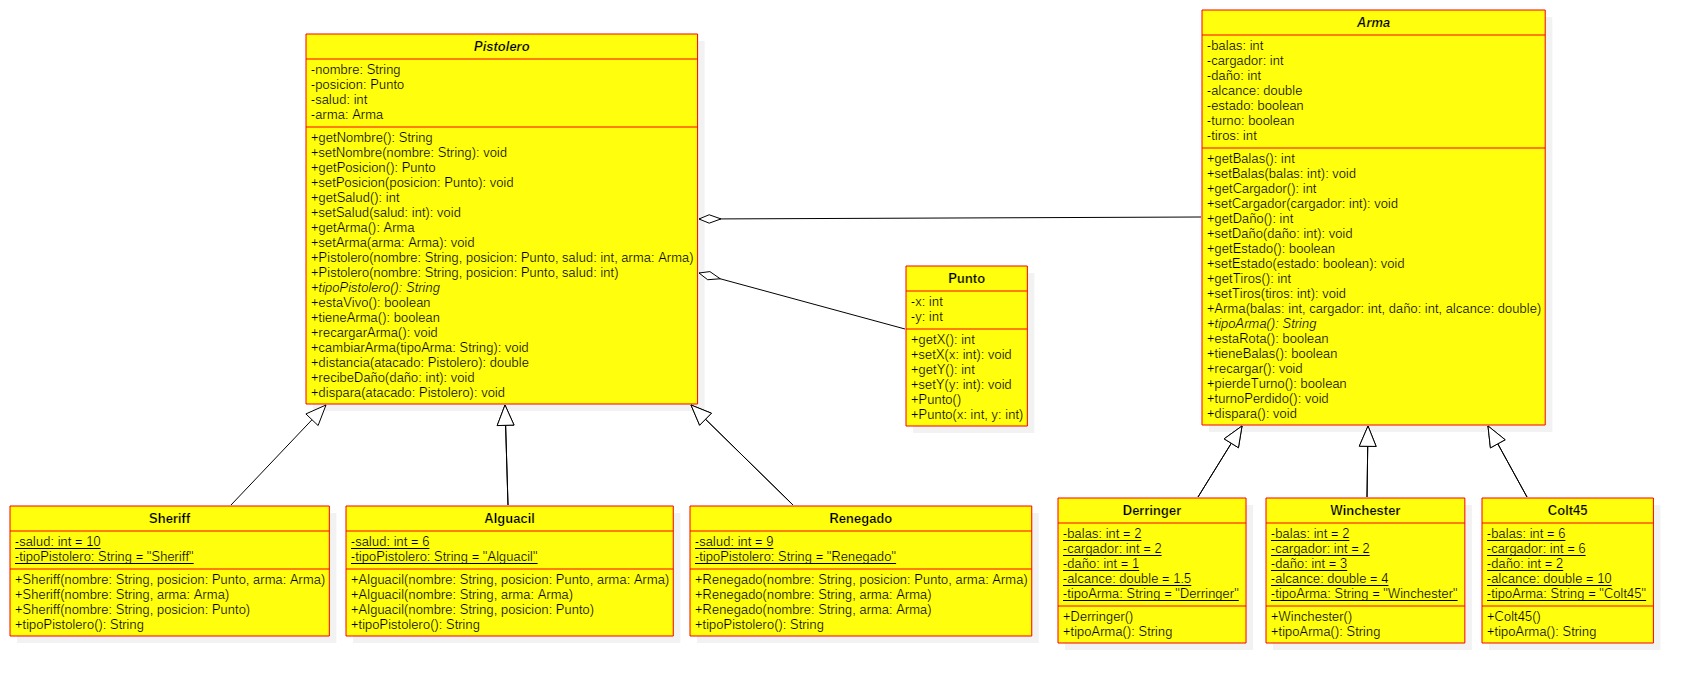 Pistolero
-nombre: String
-posicion: Punto
-salud: int
-arma: Arma
+getNombre(): String
+setNombre(nombre: String): void
+getPosicion(): Punto
+setPosicion(posicion: Punto): void
+getSalud(): int
+setSalud(salud: int): void
+getArma(): Arma
+setArma(arma: Arma): void
+Pistolero(nombre: String, posicion: Punto, salud: int, arma: Arma)
+Pistolero(nombre: String, posicion: Punto, salud: int)
+tipoPistolero(): String
+estaVivo(): boolean
+tieneArma(): boolean
+recargarArma(): void
+cambiarArma(tipoArma: String): void
+distancia(atacado: Pistolero): double
+recibeDaño(daño: int): void
+dispara(atacado: Pistolero): void
Punto
-x: int
-y: int
+getX(): int
+setX(x: int): void
+getY(): int
+setY(y: int): void
+Punto()
+Punto(x: int, y: int)
Arma
-balas: int
-cargador: int
-daño: int
-alcance: double
-estado: boolean
-turno: boolean
-tiros: int
+getBalas(): int
+setBalas(balas: int): void
+getCargador(): int
+setCargador(cargador: int): void
+getDaño(): int
+setDaño(daño: int): void
+getEstado(): boolean
+setEstado(estado: boolean): void
+getTiros(): int
+setTiros(tiros: int): void
+Arma(balas: int, cargador: int, daño: int, alcance: double)
+tipoArma(): String
+estaRota(): boolean
+tieneBalas(): boolean
+recargar(): void
+pierdeTurno(): boolean
+turnoPerdido(): void
+dispara(): void
Sheriff
-salud: int = 10
-tipoPistolero: String = "Sheriff"
+Sheriff(nombre: String, posicion: Punto, arma: Arma)
+Sheriff(nombre: String, arma: Arma)
+Sheriff(nombre: String, posicion: Punto)
+tipoPistolero(): String
Alguacil
-salud: int = 6
-tipoPistolero: String = "Alguacil"
+Alguacil(nombre: String, posicion: Punto, arma: Arma)
+Alguacil(nombre: String, arma: Arma)
+Alguacil(nombre: String, posicion: Punto)
+tipoPistolero(): String
Renegado
-salud: int = 9
-tipoPistolero: String = "Renegado"
+Renegado(nombre: String, posicion: Punto, arma: Arma)
+Renegado(nombre: String, arma: Arma)
+Renegado(nombre: String, arma: Arma)
+tipoPistolero(): String
Derringer
-balas: int = 2
-cargador: int = 2
-daño: int = 1
-alcance: double = 1.5
-tipoArma: String = "Derringer"
+Derringer()
+tipoArma(): String
Winchester
-balas: int = 2
-cargador: int = 2
-daño: int = 3
-alcance: double = 4
-tipoArma: String = "Winchester"
+Winchester()
+tipoArma(): String
Colt45
-balas: int = 6
-cargador: int = 6
-daño: int = 2
-alcance: double = 10
-tipoArma: String = "Colt45"
+Colt45()
+tipoArma(): String